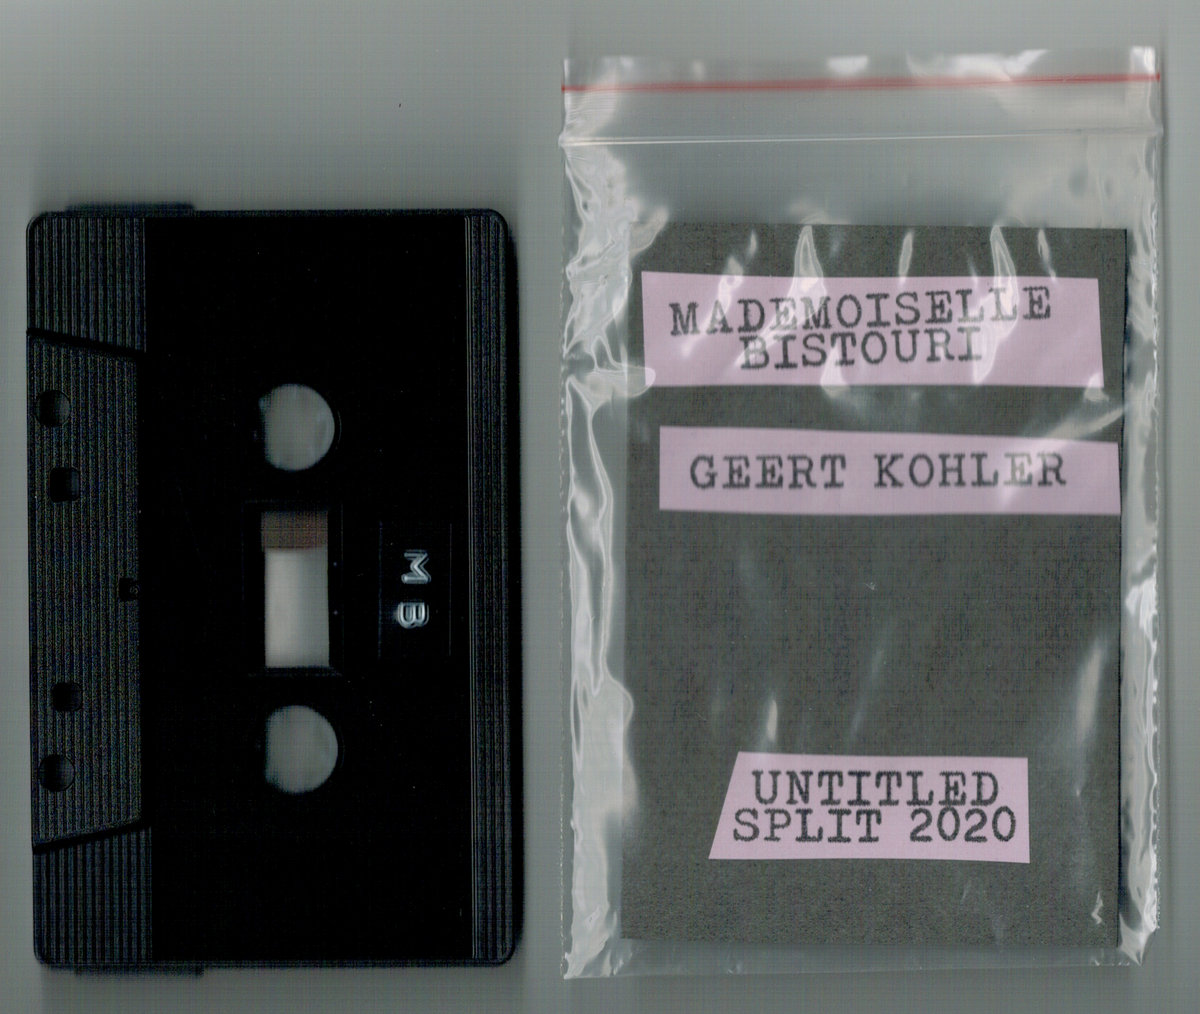 M B
MADEMOISELLE
BISTOURI
GEERT KOHLER
UNTITLED
SPLIT 2020